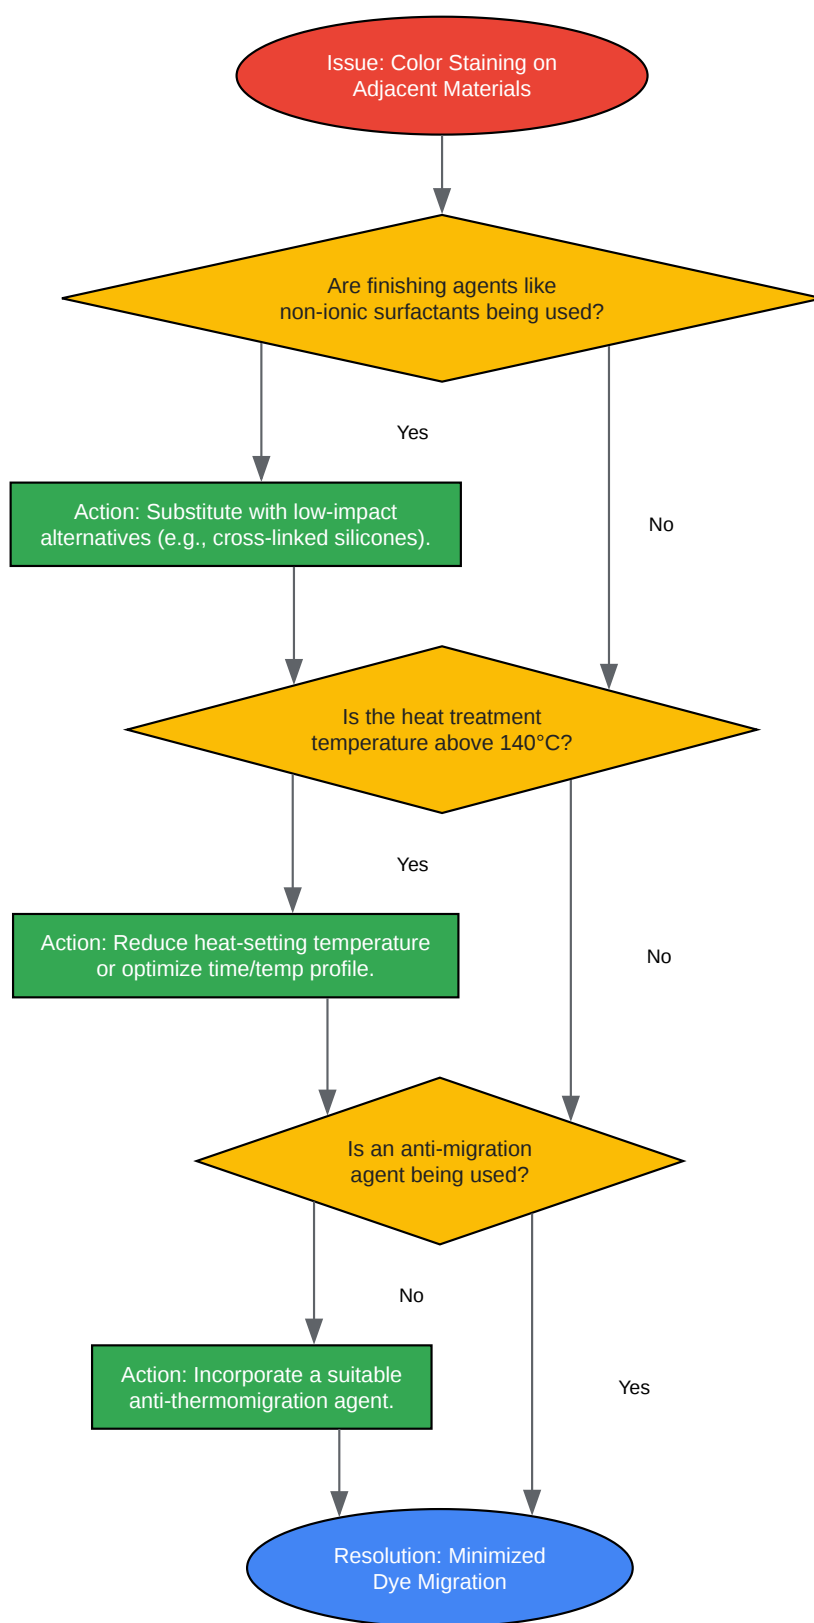 Issue: Color Staining on
Adjacent Materials
Are finishing agents like
non-ionic surfactants being used?
Yes
Action: Substitute with low-impact
alternatives (e.g., cross-linked silicones).
No
Is the heat treatment
temperature above 140°C?
Yes
Action: Reduce heat-setting temperature
or optimize time/temp profile.
No
Is an anti-migration
agent being used?
No
Action: Incorporate a suitable
anti-thermomigration agent.
Yes
Resolution: Minimized
Dye Migration